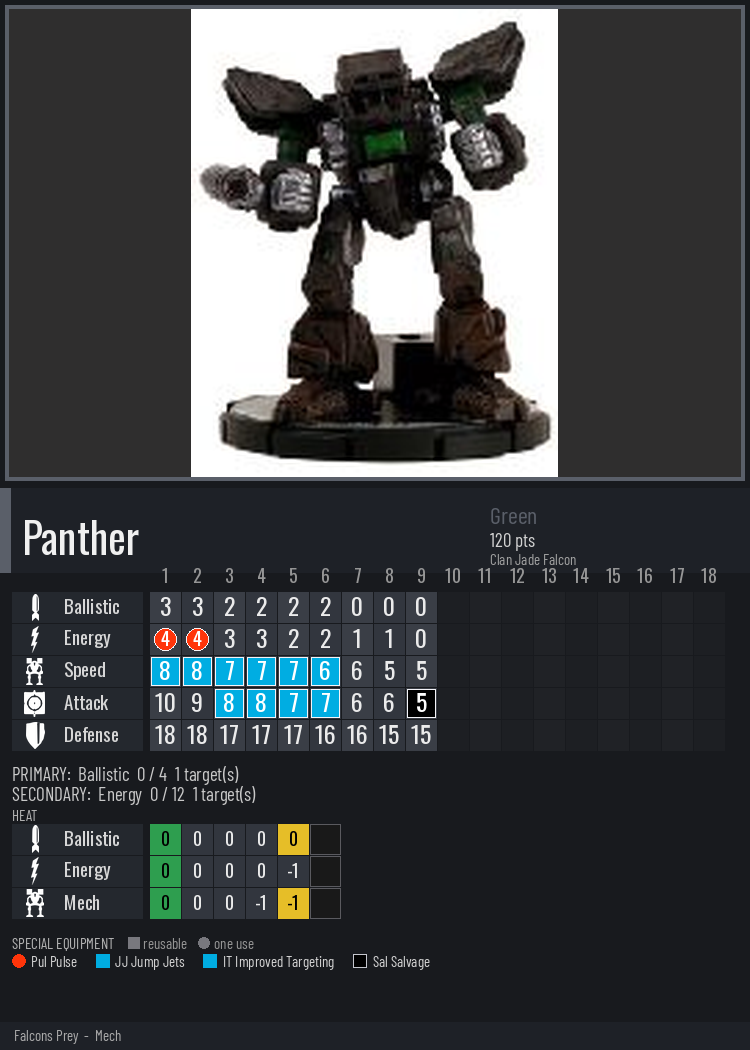 Panther
Green
120 pts
Clan Jade Falcon
1 2 3 4 5 6 7 8 9 10 11 12 13 14 15 16 17 18
Ballistic 3 3 2 2 2 2 0 0 0
Energy 4 4 3 3 2 2 1 1 0
Speed 8 8 7 7 7 6 6 5 5
Attack 10 9 8 8 7 7 6 6 5
Defense 18 18 17 17 17 16 16 15 15
PRIMARY: Ballistic 0 / 4 1 target(s)
SECONDARY: Energy 0 / 12 1 target(s)
HEAT
Ballistic 0 0 0 0 0
Energy 0 0 0 0 -1
Mech 0 0 0 -1 -1
SPECIAL EQUIPMENT reusable one use
Pul Pulse JJ Jump Jets IT Improved Targeting Sal Salvage
Falcons Prey - Mech